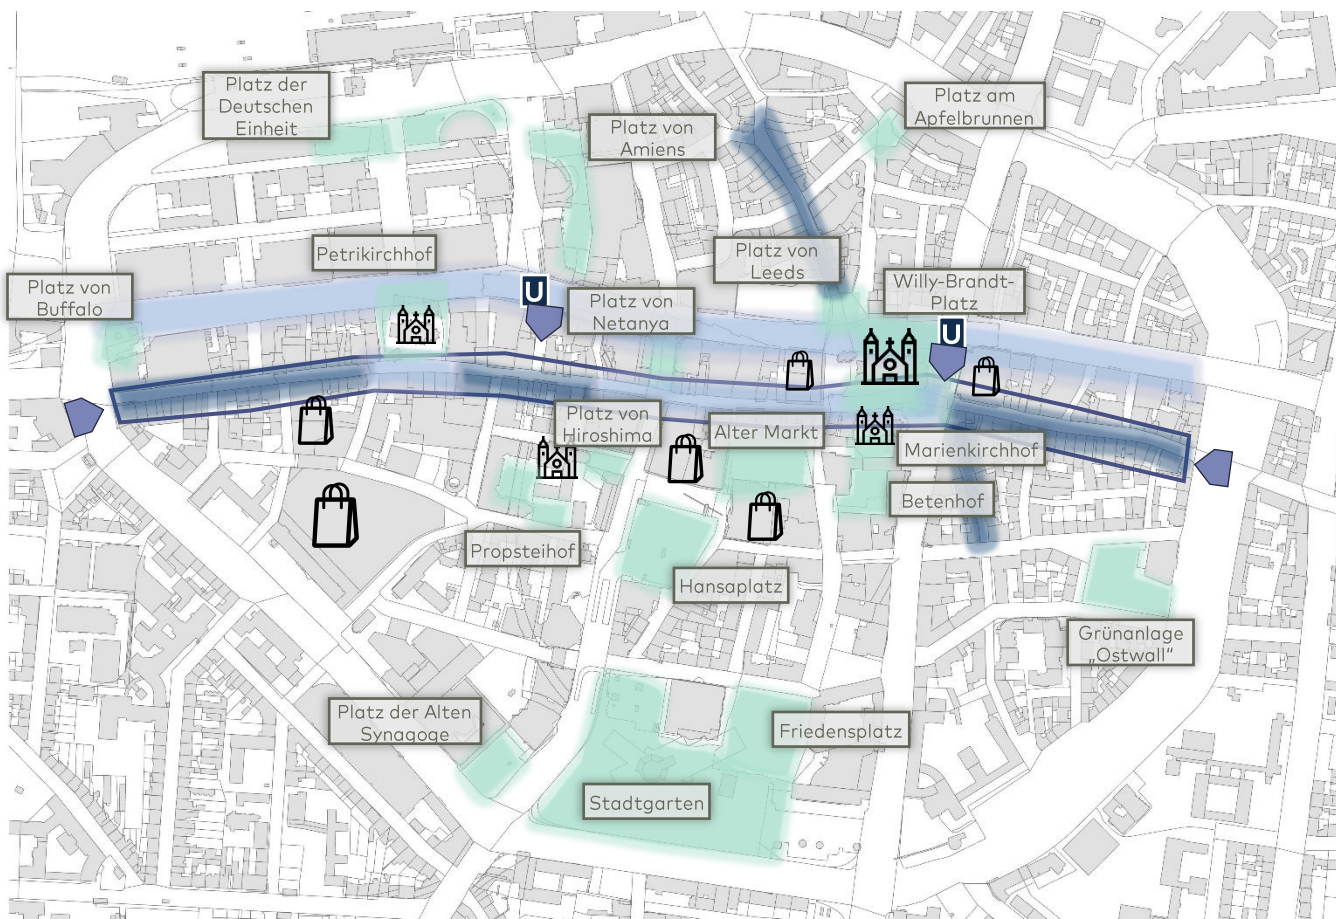 Platz der
Deutschen
Einheit
Platz von
Amiens
Platz am
Apfelbrunnen
Petrikirchhof
Platz von
Leeds
Platz von
Buffalo
U
Platz von
Netanya
Willy-Brandt-
Platz
U
Platz von
Hiroshima
Alter Markt
Marienkirchhof
Betenhof
Propsteihof
Hansaplatz
Grünanlage
„Ostwall“
Platz der Alten
Synagoge
Friedensplatz
Stadtgarten